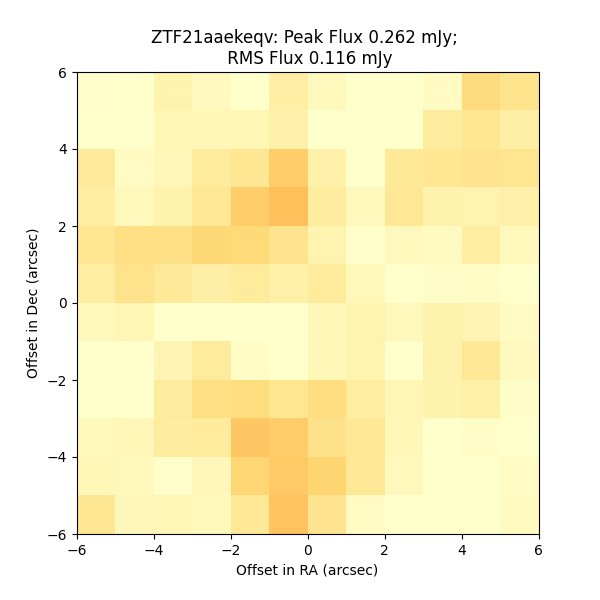 ZTF21aaekeqv: Peak Flux 0.262 mJy;
RMS Flux 0.116 mJy
6
4
2
0
−2
−4
−6
Offset in Dec (arcsec)
−6 −4 −2 0 2 4 6
Offset in RA (arcsec)